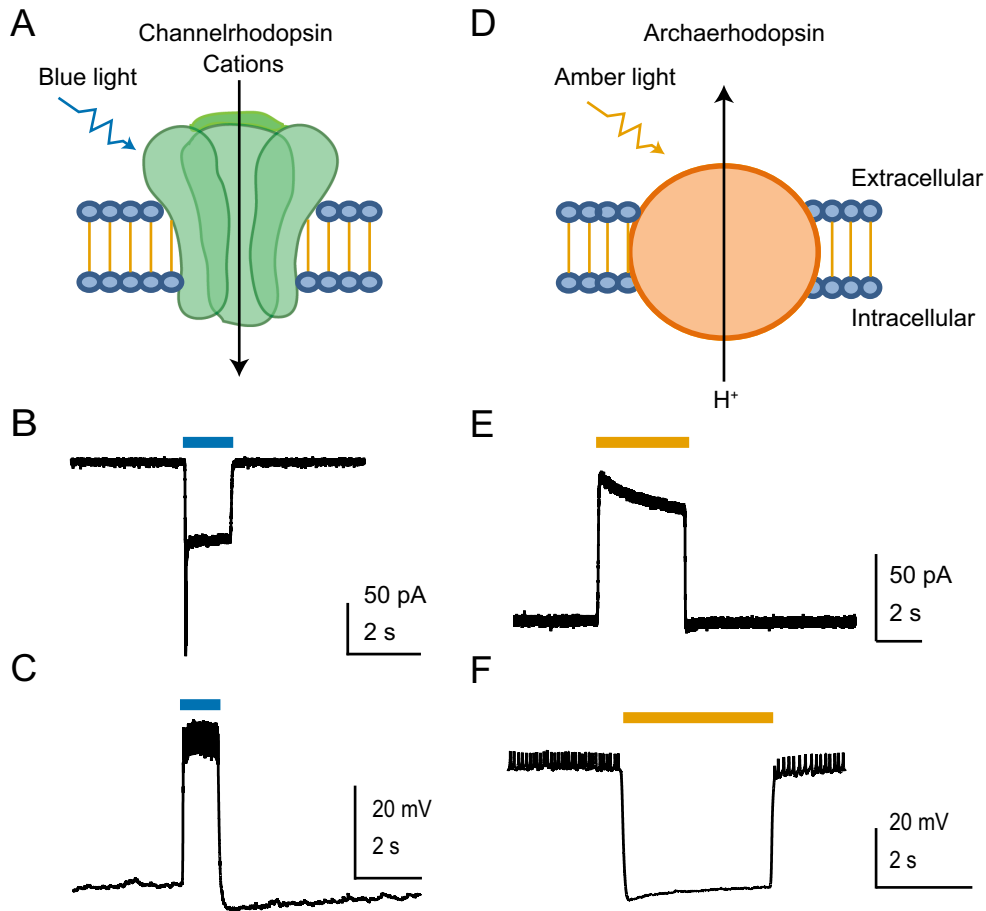 A
Channelrhodopsin
Cations
Blue light
B
50 pA
2 s
C
20 mV
2 s
D
Archaerhodopsin
Amber light
Extracellular
Intracellular
H⁺
E
50 pA
2 s
F
20 mV
2 s